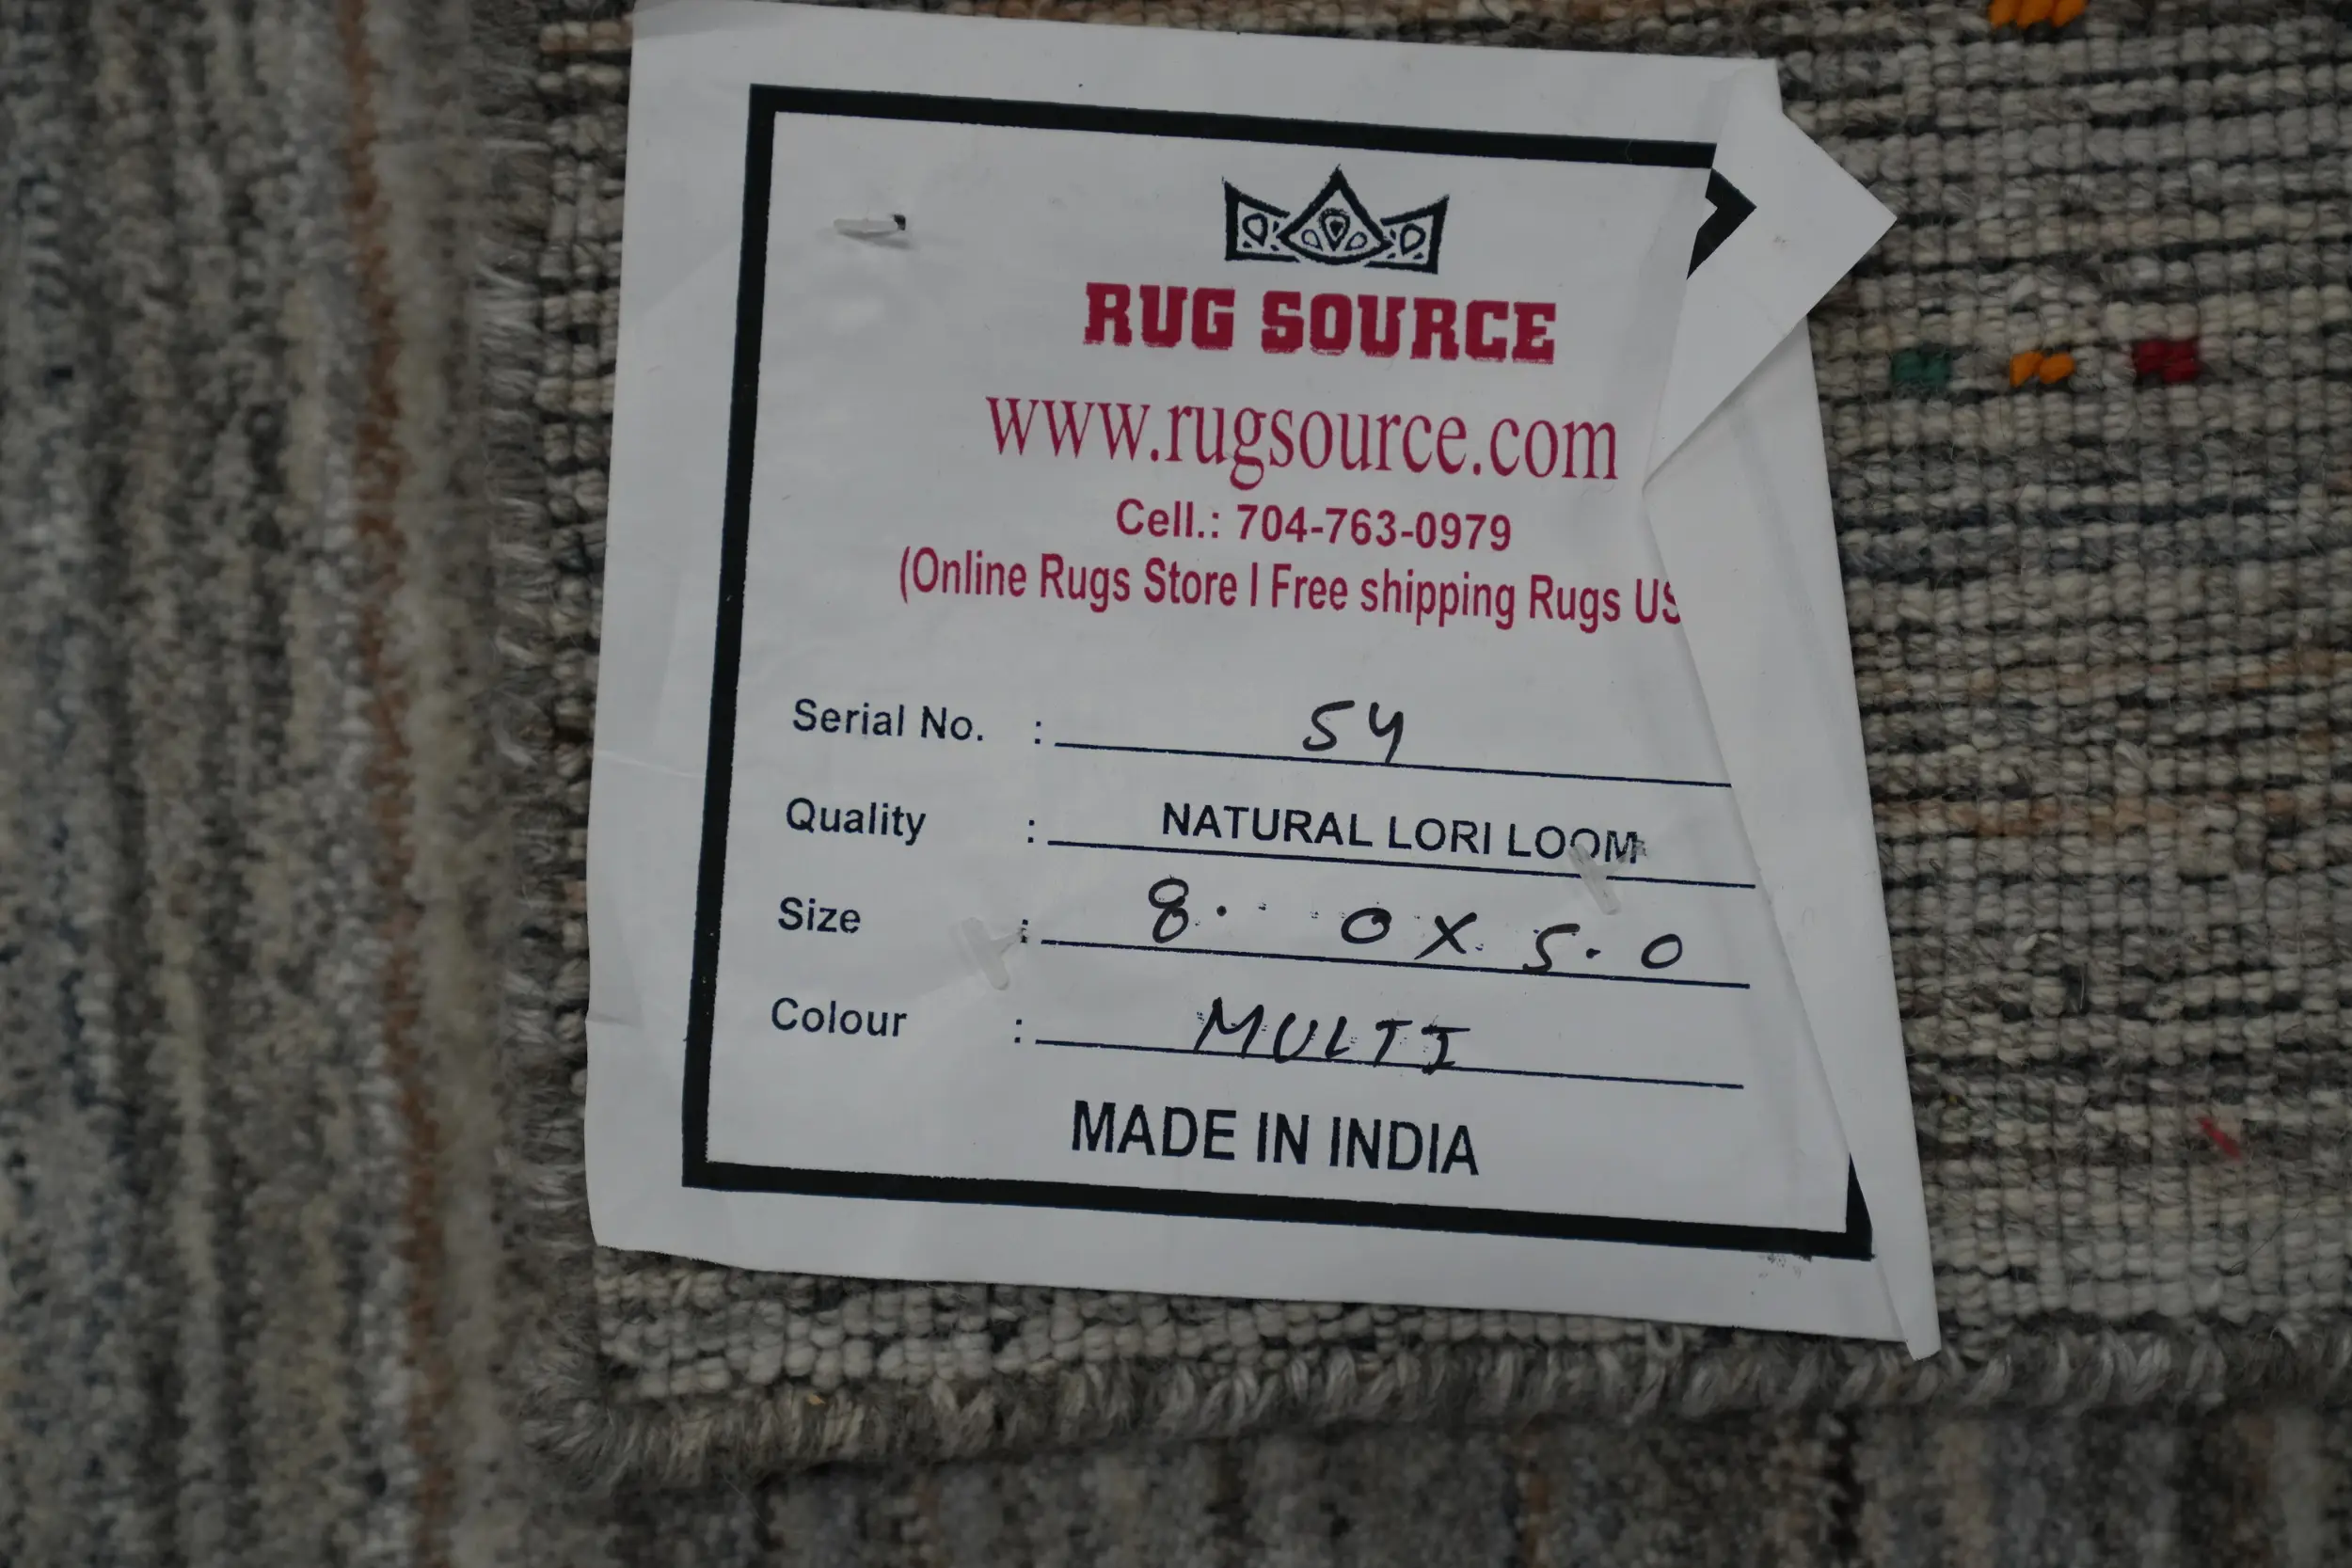 RUG SOURCE
www.rugsource.com
Cell.: 704-763-0979
(Online Rugs Store I Free shipping Rugs US
Serial No. : 54
Quality : NATURAL LORI LOOM
Size : 8. 0 X 5.0
Colour : MULTI
MADE IN INDIA